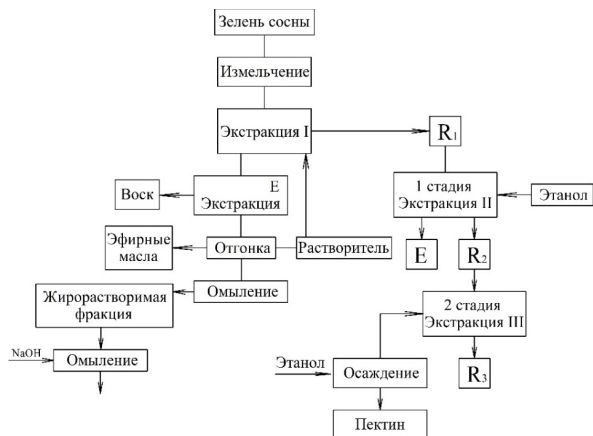 Зелень сосны
Измельчение
Экстракция I
R1
E
Экстракция
Воск
1 стадия
Экстракция II
Этанол
Эфирные
масла
Отгонка
Растворитель
E
R2
Омыление
Жирорастворимая
фракция
2 стадия
Экстракция III
NaOH
Омыление
Этанол
Осаждение
R3
Пектин